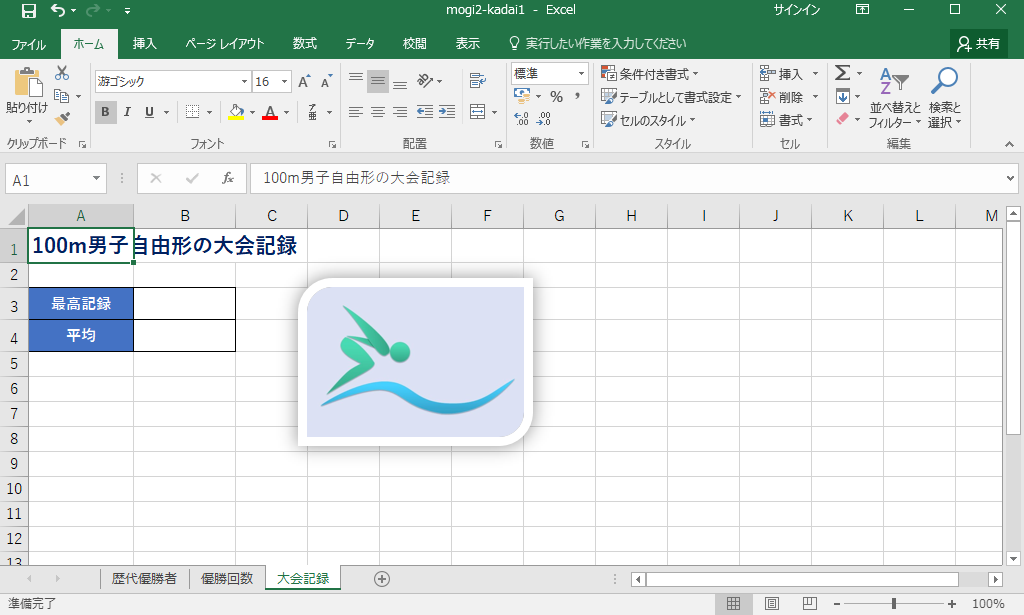 mogi2-kadai1 - Excel
サインイン
ファイル ホーム 挿入 ページ レイアウト 数式 データ 校閲 表示 実行したい作業を入力してください 共有
貼り付け
クリップボード
游ゴシック 16 A A
B I U A 亜
フォント
配置
標準
% ,
数値
条件付き書式
テーブルとして書式設定
セルのスタイル
スタイル
挿入
削除
書式
セル
Σ
並べ替えと
フィルター
検索と
選択
編集
A1 fx 100m男子自由形の大会記録
A B C D E F G H I J K L M
1 100m男子自由形の大会記録
2
3 最高記録
4 平均
5
6
7
8
9
10
11
12
13
歴代優勝者 優勝回数 大会記録
準備完了 100%